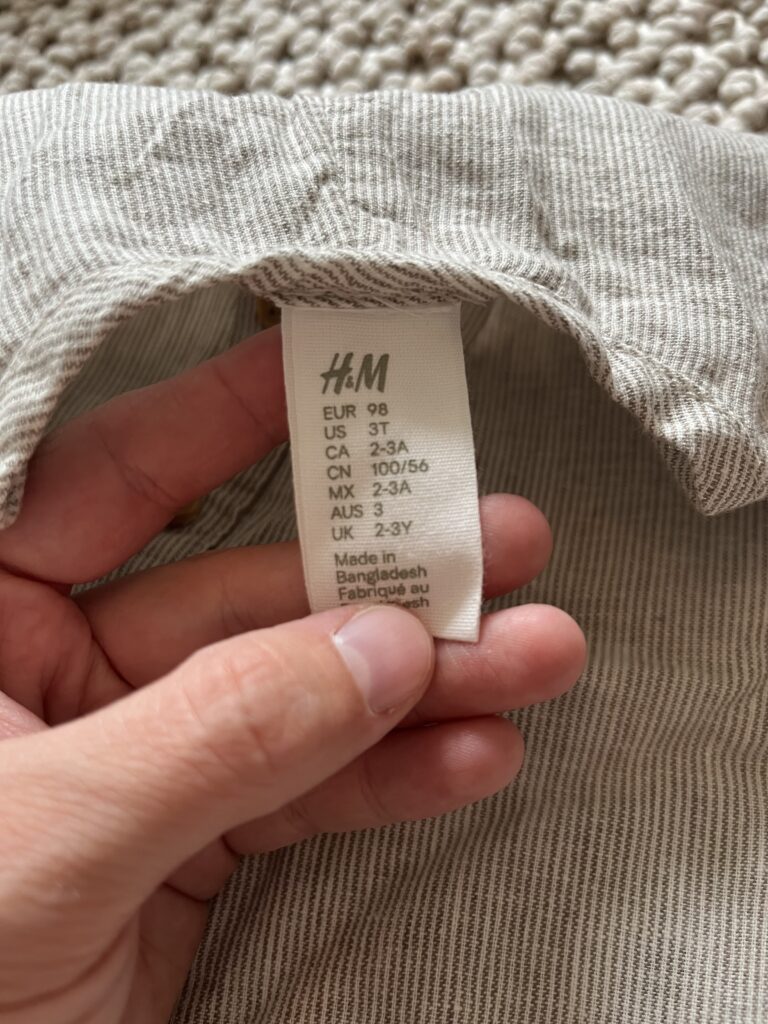 H&M
EUR 98
US 3T
CA 2-3A
CN 100/56
MX 2-3A
AUS 3
UK 2-3Y
Made in
Bangladesh
Fabriqué au